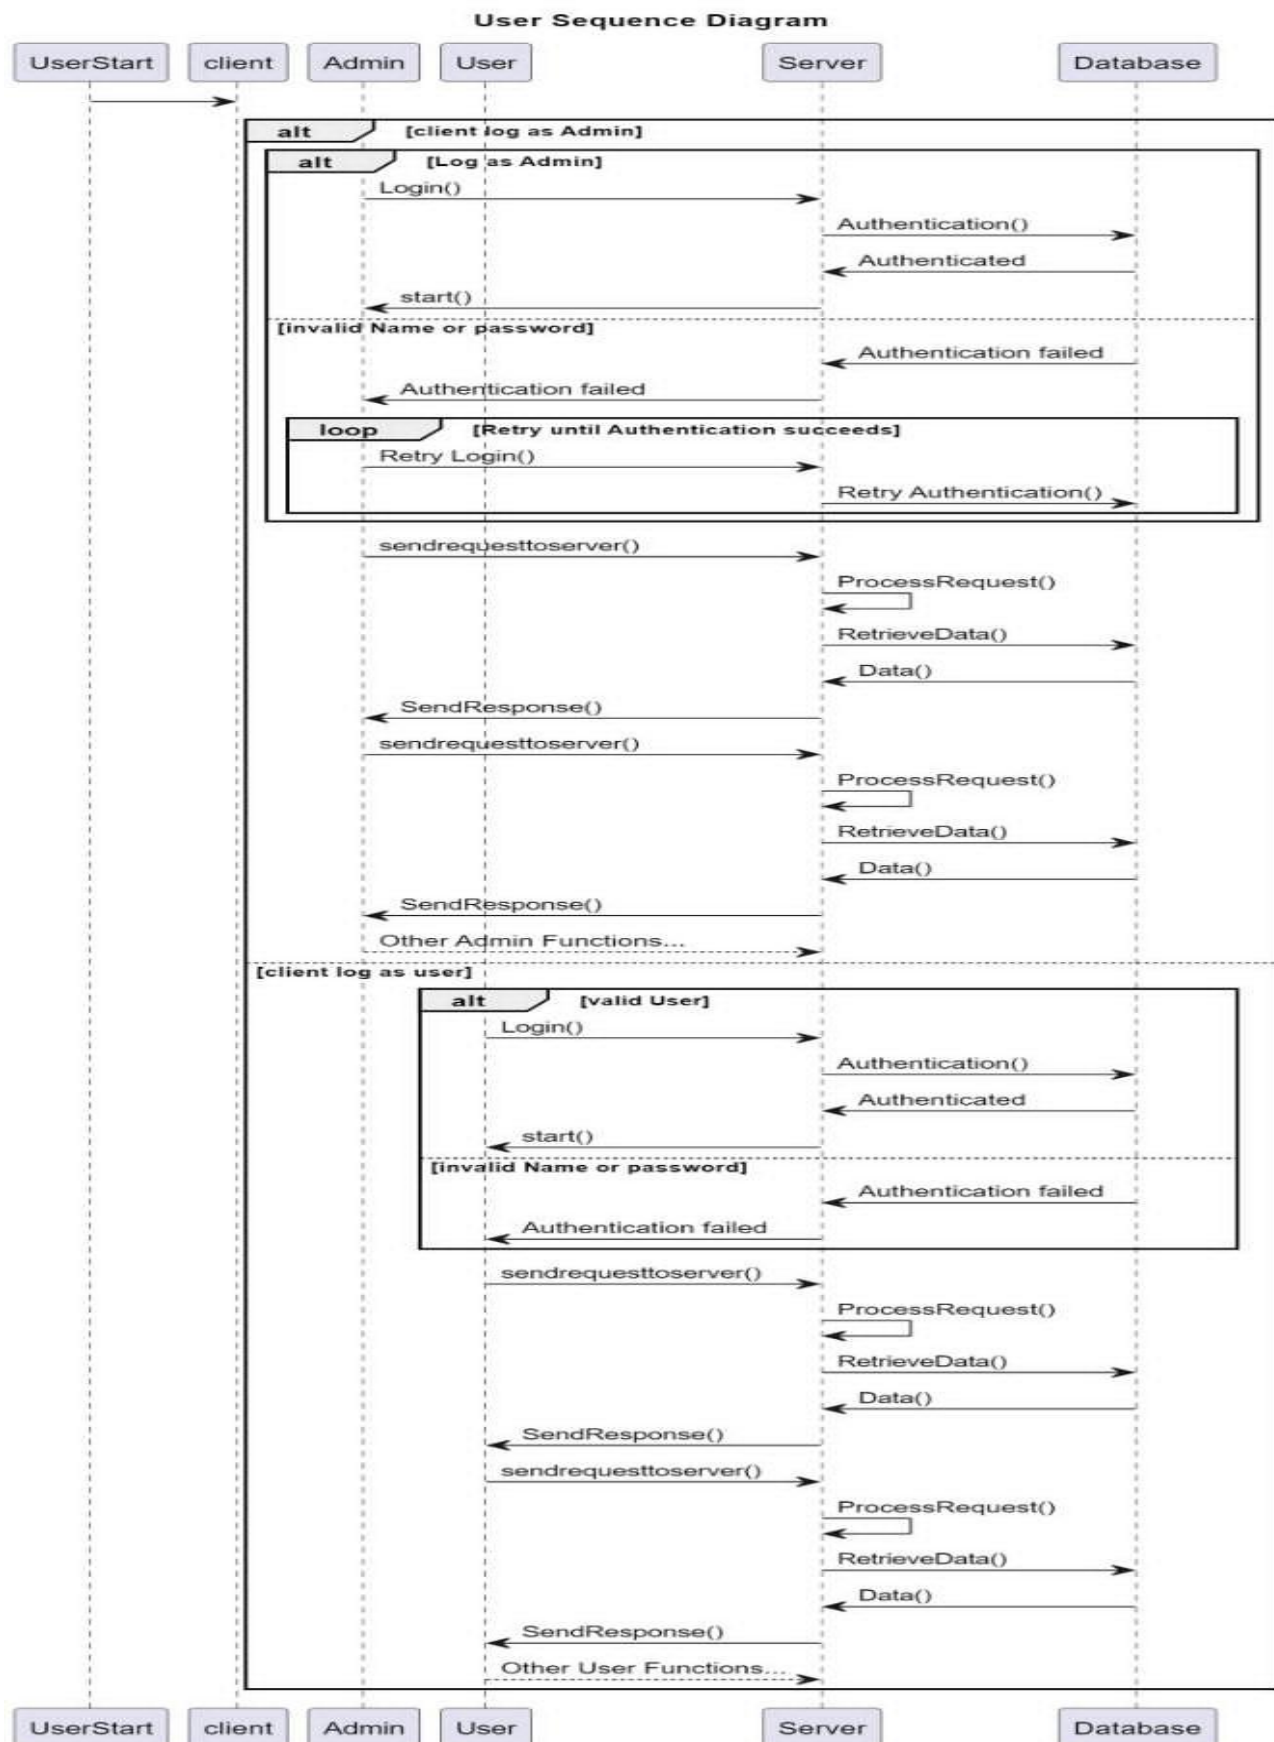 User Sequence Diagram
UserStart client Admin User Server Database
alt [client log as Admin]
alt [Log as Admin]
Login()
Authentication()
Authenticated
start()
[invalid Name or password]
Authentication failed
Authentication failed
loop [Retry until Authentication succeeds]
Retry Login()
Retry Authentication()
sendrequesttoserver()
ProcessRequest()
RetrieveData()
Data()
SendResponse()
sendrequesttoserver()
ProcessRequest()
RetrieveData()
Data()
SendResponse()
Other Admin Functions...
[client log as user]
alt [valid User]
Login()
Authentication()
Authenticated
start()
[invalid Name or password]
Authentication failed
Authentication failed
sendrequesttoserver()
ProcessRequest()
RetrieveData()
Data()
SendResponse()
sendrequesttoserver()
ProcessRequest()
RetrieveData()
Data()
SendResponse()
Other User Functions...
UserStart client Admin User Server Database